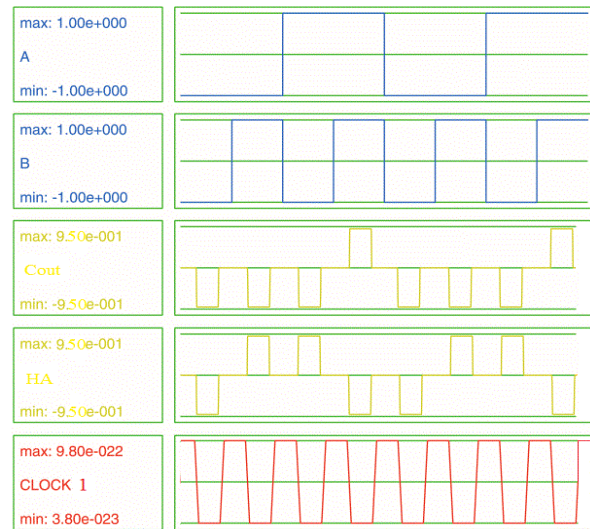 max: 1.00e+000
A
min: -1.00e+000
max: 1.00e+000
B
min: -1.00e+000
max: 9.50e-001
Cout
min: -9.50e-001
max: 9.50e-001
HA
min: -9.50e-001
max: 9.80e-022
CLOCK 1
min: 3.80e-023